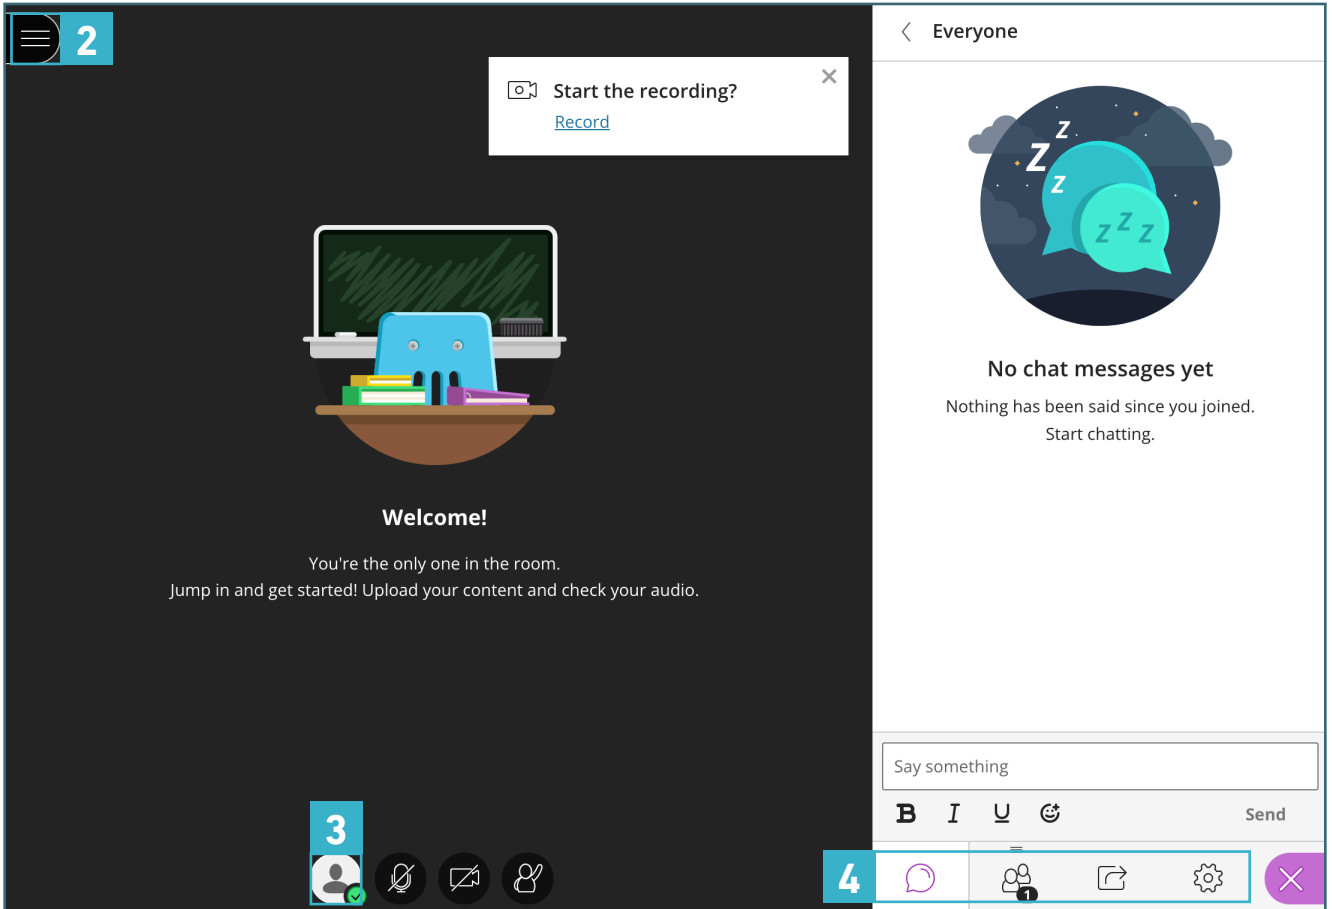 2
Start the recording?
Record
Welcome!
You're the only one in the room.
Jump in and get started! Upload your content and check your audio.
3
Everyone
Z
Z
Z
Z Z Z
No chat messages yet
Nothing has been said since you joined.
Start chatting.
Say something
B I U
Send
4
1